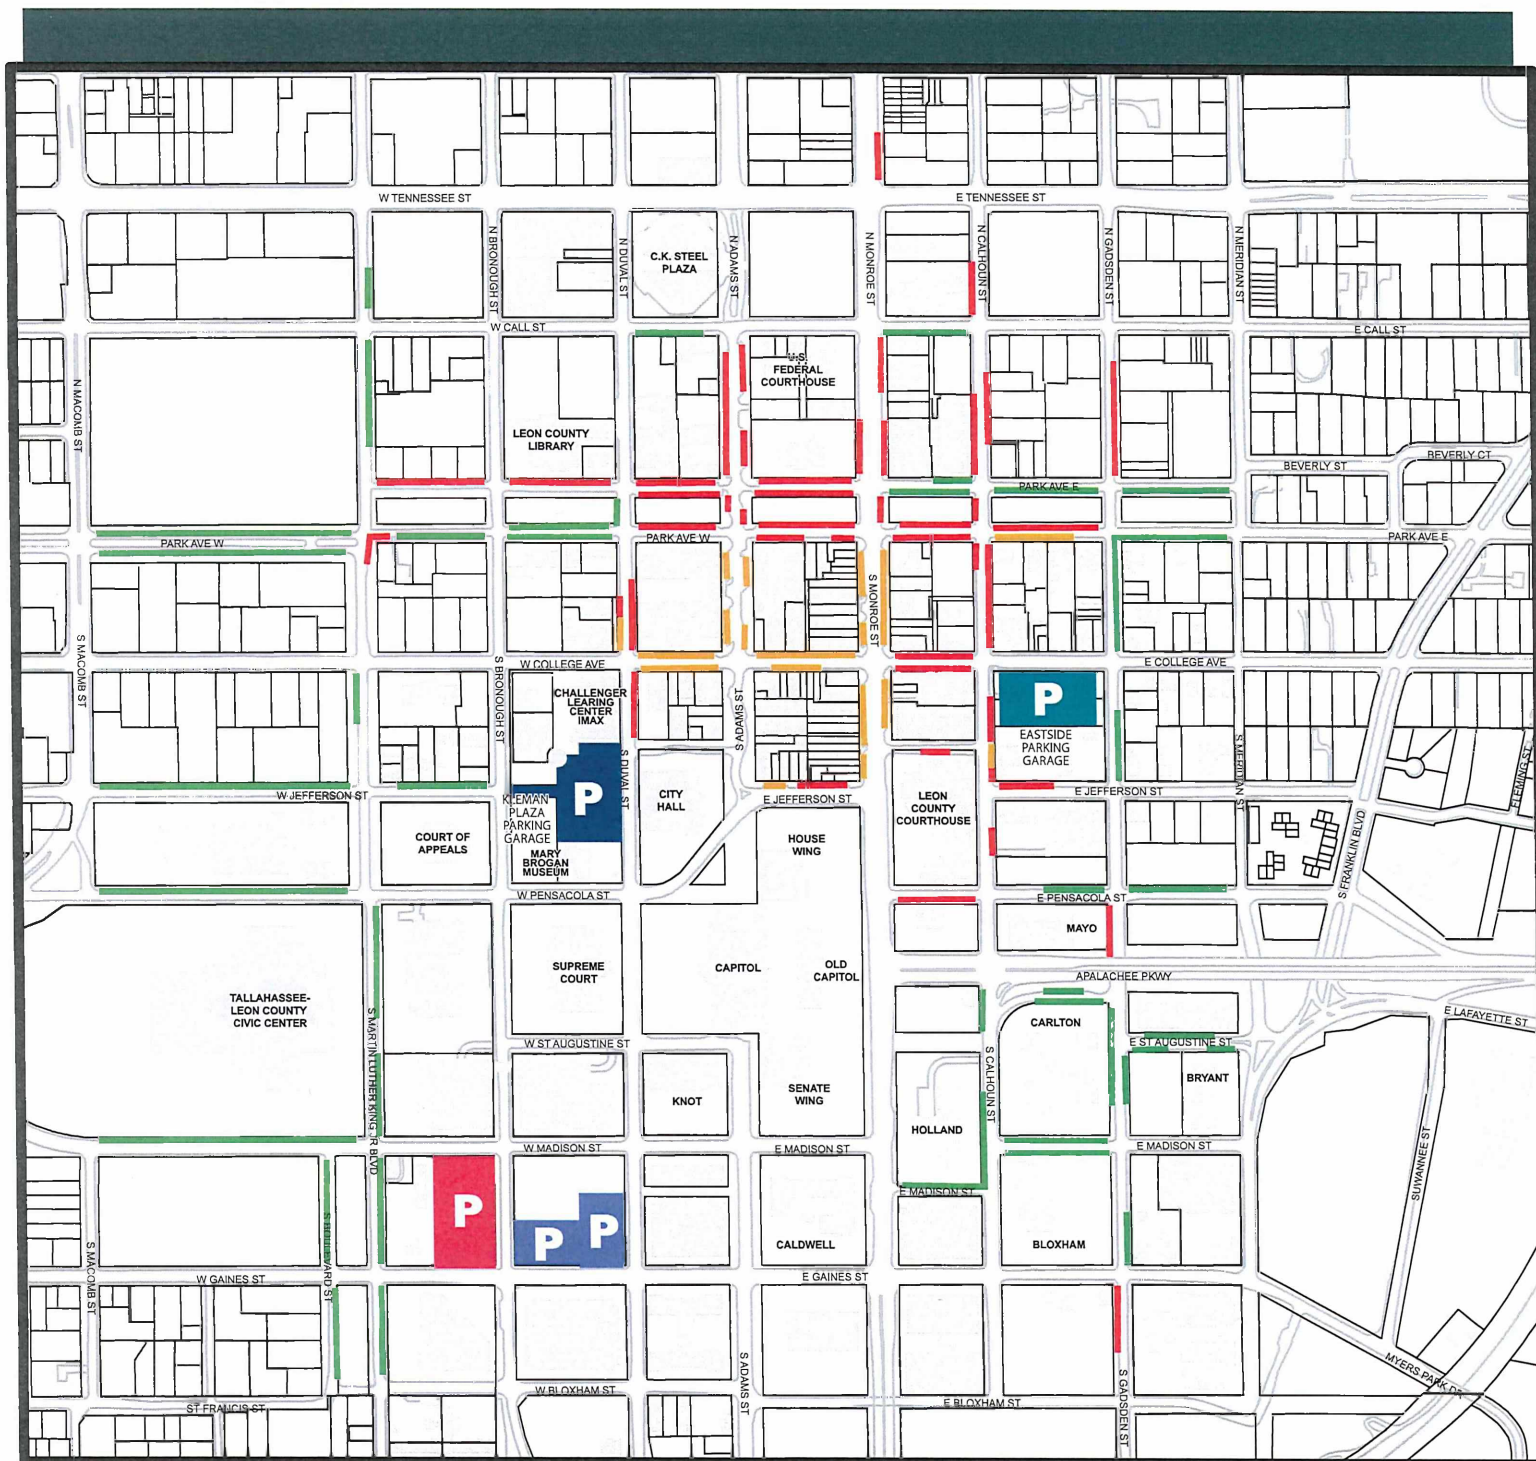 W TENNESSEE ST
E TENNESSEE ST
N BRONOUGH ST
N DUVAL ST
C.K. STEEL
PLAZA
N ADAMS ST
N MONROE ST
N CALHOUN ST
N GADSDEN ST
N MERIDIAN ST
W CALL ST
E CALL ST
N MACOMB ST
U.S.
FEDERAL
COURTHOUSE
LEON COUNTY
LIBRARY
BEVERLY ST
BEVERLY CT
PARK AVE E
PARK AVE W
PARK AVE W
PARK AVE E
S MONROE ST
S MACOMB ST
S BRONOUGH ST
W COLLEGE AVE
E COLLEGE AVE
CHALLENGER
LEARING
CENTER
IMAX
S ADAMS ST
P
EASTSIDE
PARKING
GARAGE
S MERIDIAN ST
FLEMING ST
S DUVAL ST
P
W JEFFERSON ST
KLEMAN
PLAZA
PARKING
GARAGE
CITY
HALL
E JEFFERSON ST
E JEFFERSON ST
LEON
COUNTY
COURTHOUSE
COURT OF
APPEALS
HOUSE
WING
MARY
BROGAN
MUSEUM
S FRANKLIN BLVD
W PENSACOLA ST
E PENSACOLA ST
MAYO
SUPREME
COURT
CAPITOL
OLD
CAPITOL
APALACHEE PKWY
TALLAHASSEE-
LEON COUNTY
CIVIC CENTER
S MARTIN LUTHER KING JR BLVD
CARLTON
E LAFAYETTE ST
W ST AUGUSTINE ST
E ST AUGUSTINE ST
S CALHOUN ST
BRYANT
KNOT
SENATE
WING
HOLLAND
SUWANNEE ST
W MADISON ST
E MADISON ST
E MADISON ST
E MADISON ST
P
P
P
S BOULEVARD ST
S MACOMB ST
CALDWELL
BLOXHAM
W GAINES ST
E GAINES ST
S ADAMS ST
S GADSDEN ST
MYERS PARK DR
W BLOXHAM ST
E BLOXHAM ST
ST FRANCIS ST